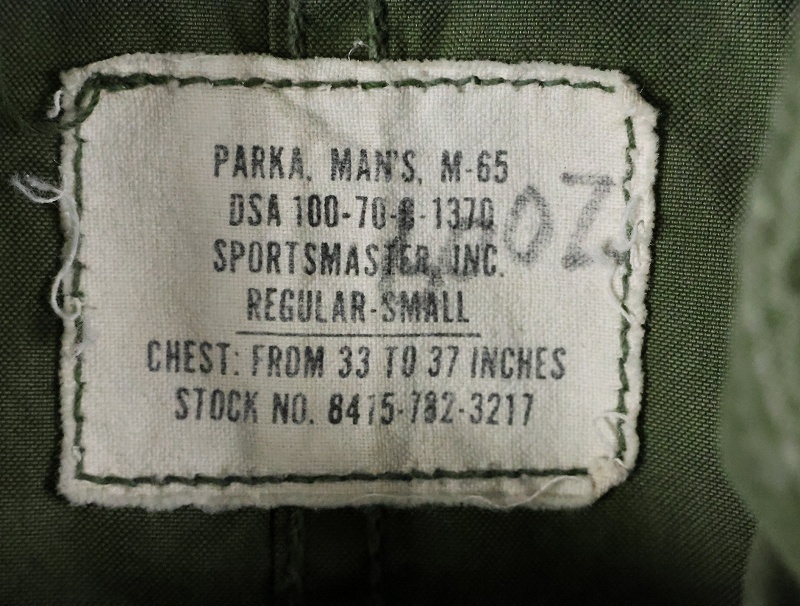 PARKA, MAN'S, M-65
DSA 100-70-C-1370
SPORTSMASTER, INC.
REGULAR-SMALL
CHEST: FROM 33 TO 37 INCHES
STOCK NO. 8415-782-3217